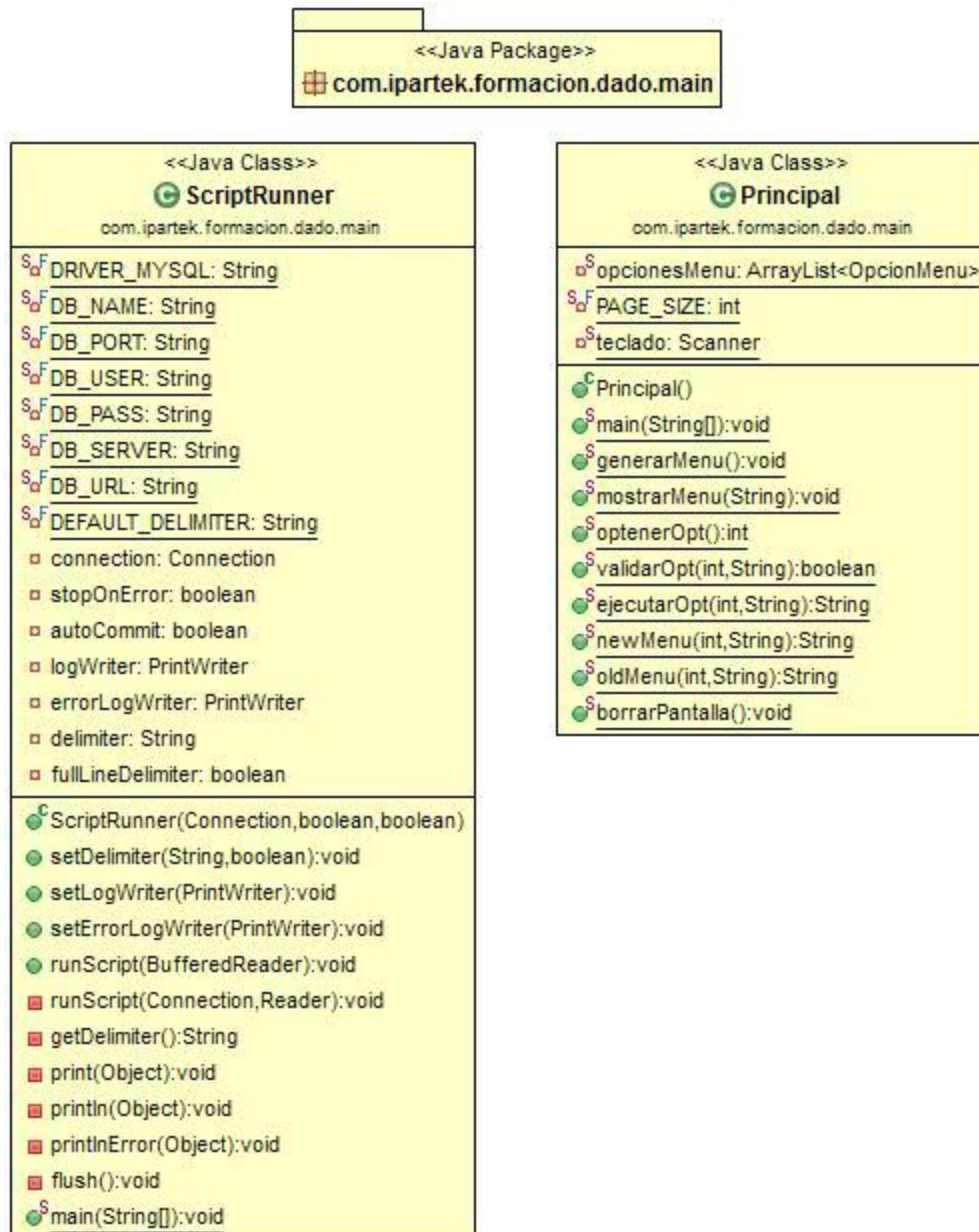 <<Java Package>>
com.ipartek.formacion.dado.main
<<Java Class>>
ScriptRunner
com.ipartek.formacion.dado.main
DRIVER_MYSQL: String
DB_NAME: String
DB_PORT: String
DB_USER: String
DB_PASS: String
DB_SERVER: String
DB_URL: String
DEFAULT_DELIMITER: String
connection: Connection
stopOnError: boolean
autoCommit: boolean
logWriter: PrintWriter
errorLogWriter: PrintWriter
delimiter: String
fullLineDelimiter: boolean
ScriptRunner(Connection,boolean,boolean)
setDelimiter(String,boolean):void
setLogWriter(PrintWriter):void
setErrorLogWriter(PrintWriter):void
runScript(BufferedReader):void
runScript(Connection,Reader):void
getDelimiter():String
print(Object):void
println(Object):void
printlnError(Object):void
flush():void
main(String[]):void
<<Java Class>>
Principal
com.ipartek.formacion.dado.main
opcionesMenu: ArrayList<OpcionMenu>
PAGE_SIZE: int
teclado: Scanner
Principal()
main(String[]):void
generarMenu():void
mostrarMenu(String):void
optenerOpt():int
validarOpt(int,String):boolean
ejecutarOpt(int,String):String
newMenu(int,String):String
oldMenu(int,String):String
borrarPantalla():void